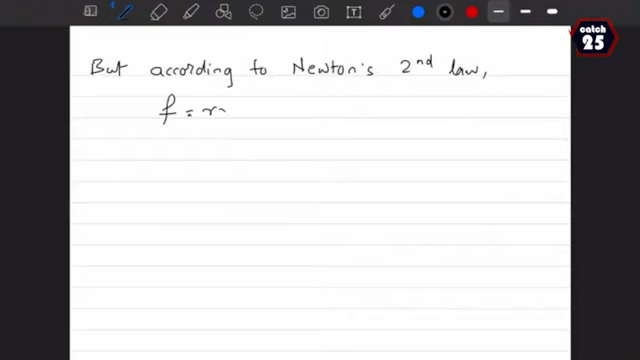 catch
25
But according to Newton's 2nd law,
f = m